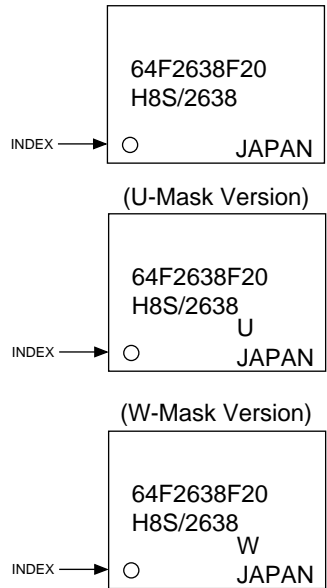 64F2638F20
H8S/2638
INDEX
JAPAN
(U-Mask Version)
64F2638F20
H8S/2638
U
INDEX
JAPAN
(W-Mask Version)
64F2638F20
H8S/2638
W
INDEX
JAPAN